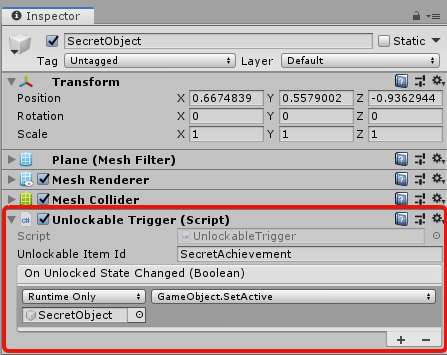 Inspector
SecretObject Static
Tag Untagged Layer Default
Transform
Position X 0.6674839 Y 0.5579002 Z -0.9362944
Rotation X 0 Y 0 Z 0
Scale X 1 Y 1 Z 1
Plane (Mesh Filter)
Mesh Renderer
Mesh Collider
Unlockable Trigger (Script)
Script UnlockableTrigger
Unlockable Item Id SecretAchievement
On Unlocked State Changed (Boolean)
Runtime Only GameObject.SetActive
SecretObject